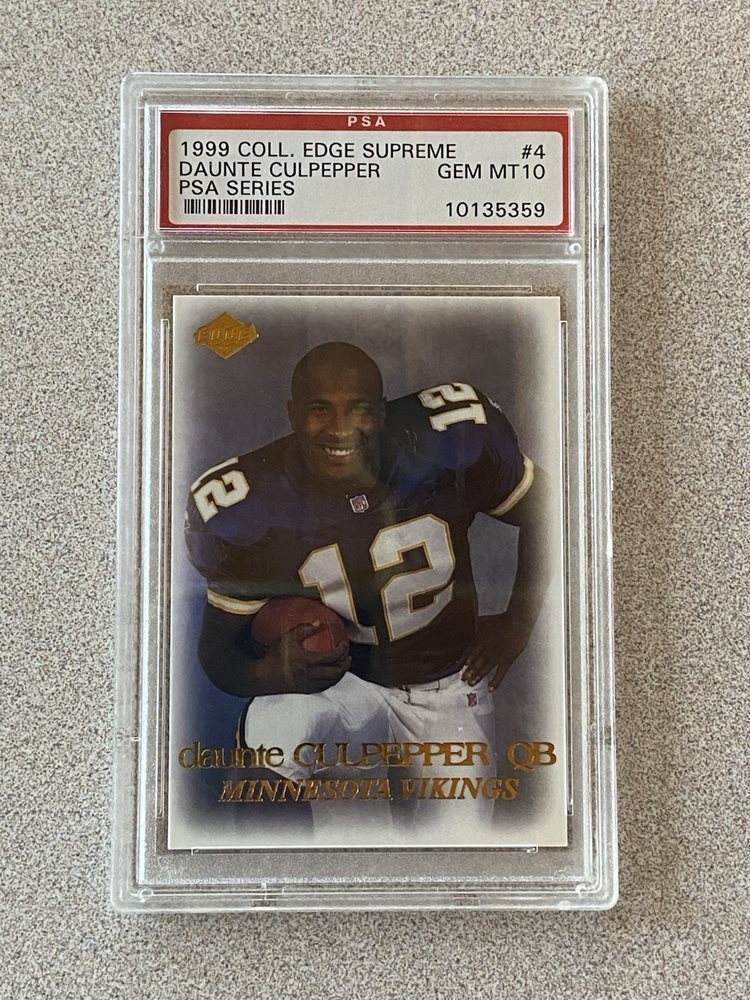 PSA
1999 COLL. EDGE SUPREME #4
DAUNTE CULPEPPER GEM MT10
PSA SERIES
10135359
EDGE
12
12
12
daunte CULPEPPER QB
MINNESOTA VIKINGS